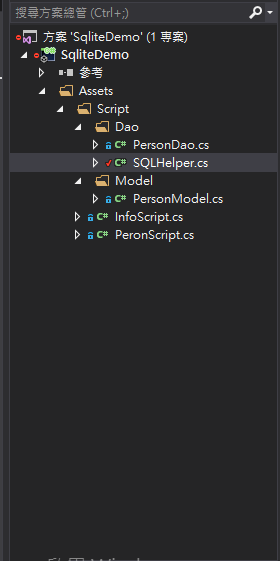 搜尋方案總管 (Ctrl+;)
方案 'SqliteDemo' (1 專案)
SqliteDemo
參考
Assets
Script
Dao
C# PersonDao.cs
C# SQLHelper.cs
Model
C# PersonModel.cs
C# InfoScript.cs
C# PeronScript.cs